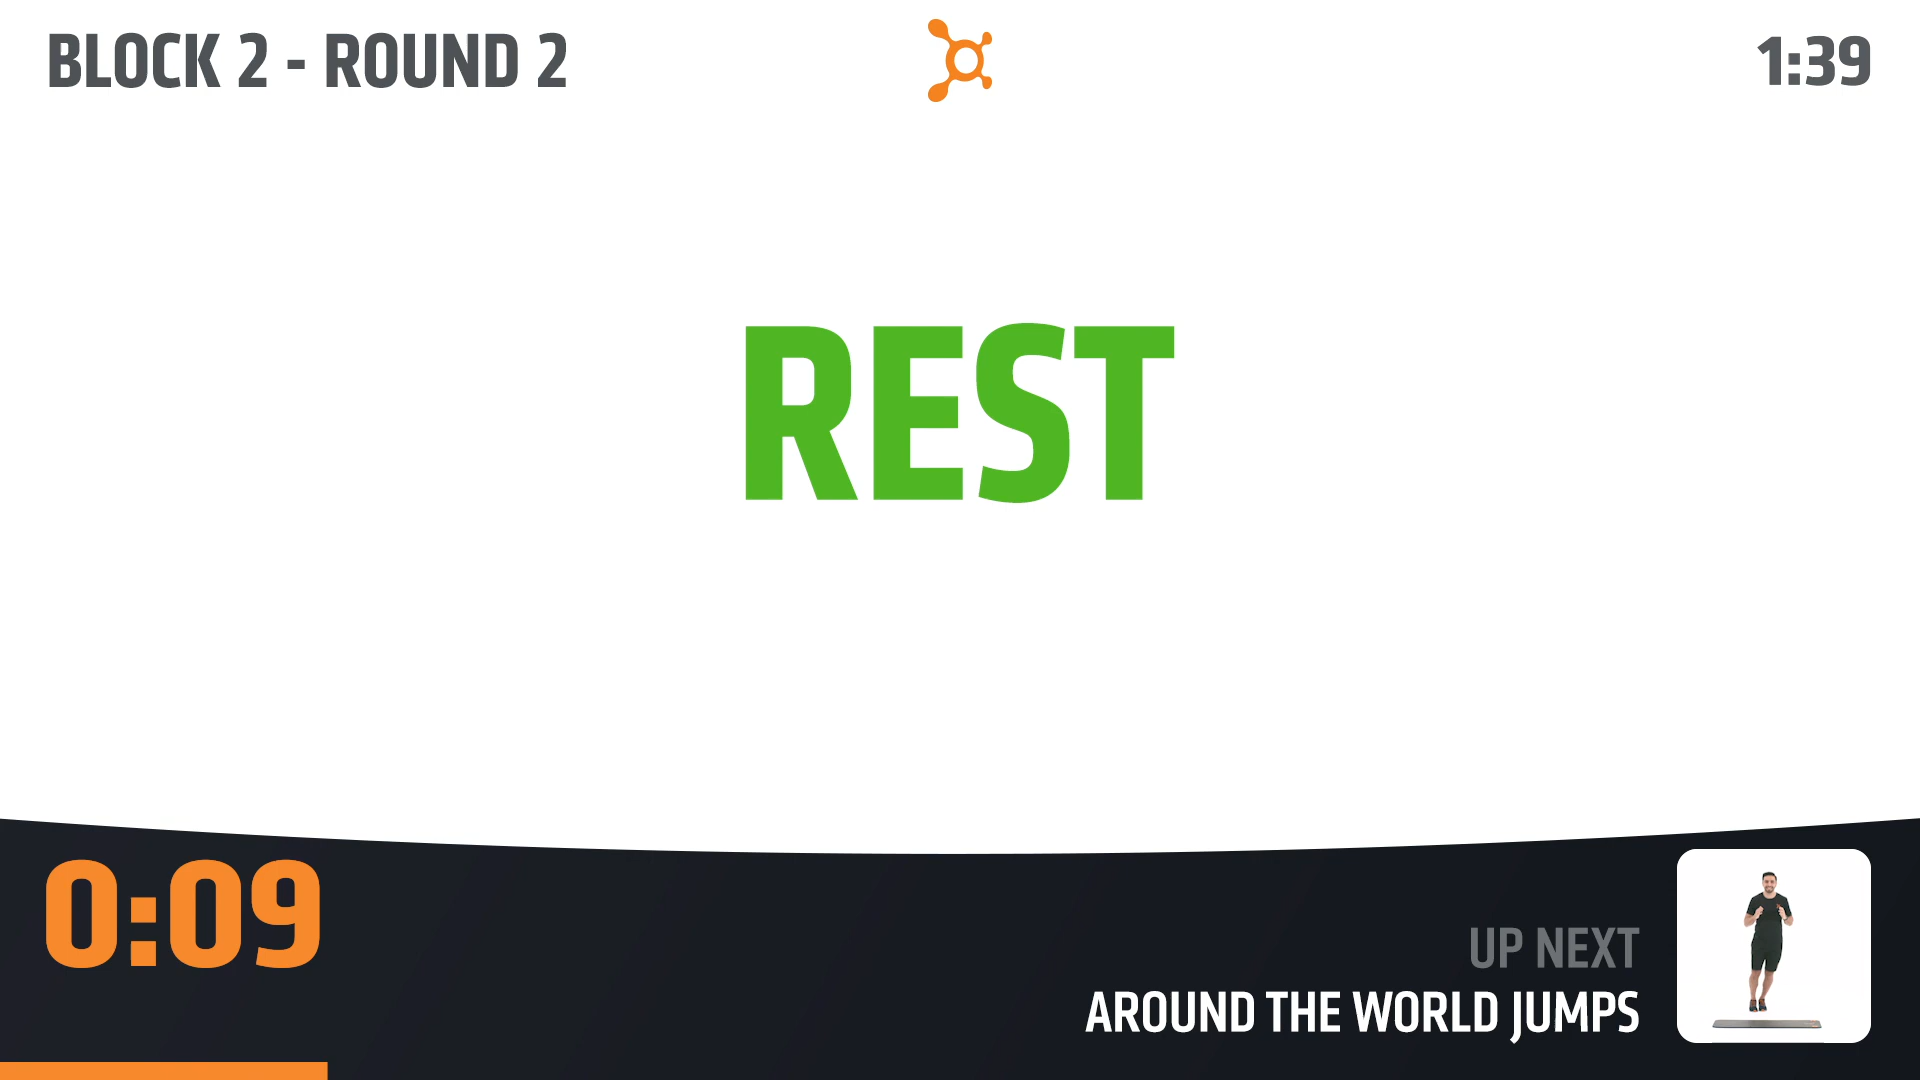 BLOCK 2 - ROUND 2
1:39
REST
0:09
UP NEXT
AROUND THE WORLD JUMPS